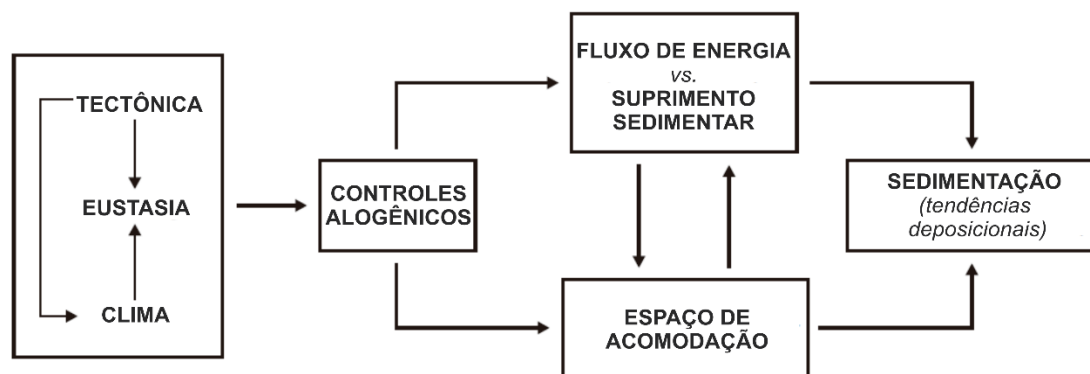 TECTÔNICA
EUSTASIA
CLIMA
CONTROLES
ALOGÊNICOS
FLUXO DE ENERGIA
vs.
SUPRIMENTO
SEDIMENTAR
ESPAÇO DE
ACOMODAÇÃO
SEDIMENTAÇÃO
(tendências
deposicionais)